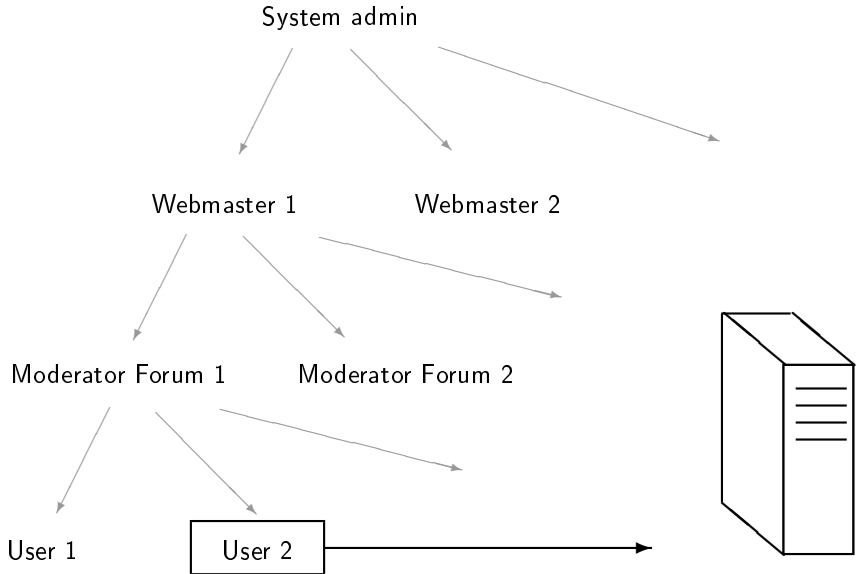 System admin
Webmaster 1
Webmaster 2
Moderator Forum 1
Moderator Forum 2
User 1
User 2